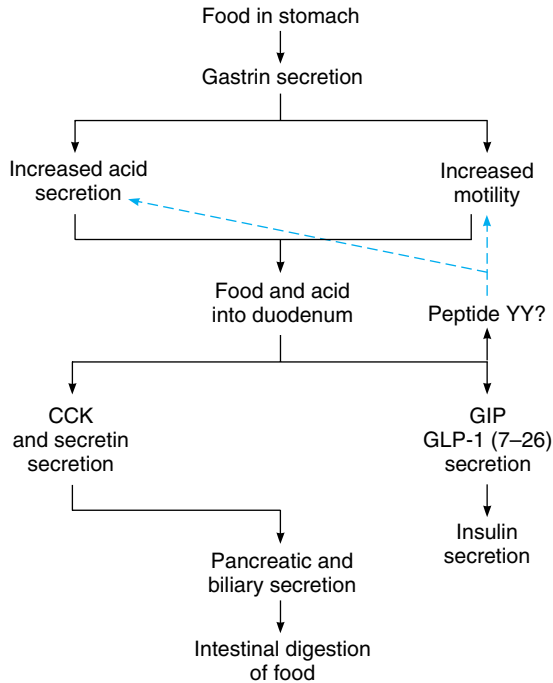 Food in stomach
Gastrin secretion
Increased acid
secretion
Increased
motility
Food and acid
into duodenum
Peptide YY?
CCK
and secretin
secretion
GIP
GLP-1 (7–26)
secretion
Insulin
secretion
Pancreatic and
biliary secretion
Intestinal digestion
of food